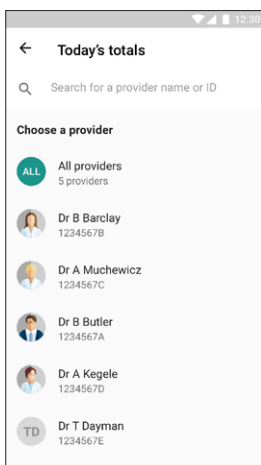 12:30
Today's totals
Search for a provider name or ID
Choose a provider
ALL
All providers
5 providers
Dr B Barclay
1234567B
Dr A Muchewicz
1234567C
Dr B Butler
1234567A
Dr A Kegele
1234567D
TD
Dr T Dayman
1234567E